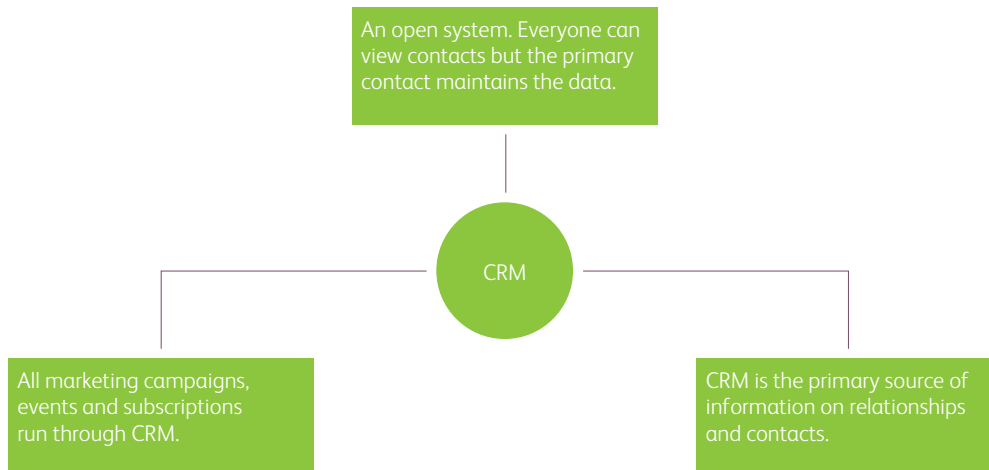 An open system. Everyone can
view contacts but the primary
contact maintains the data.
CRM
All marketing campaigns,
events and subscriptions
run through CRM.
CRM is the primary source of
information on relationships
and contacts.